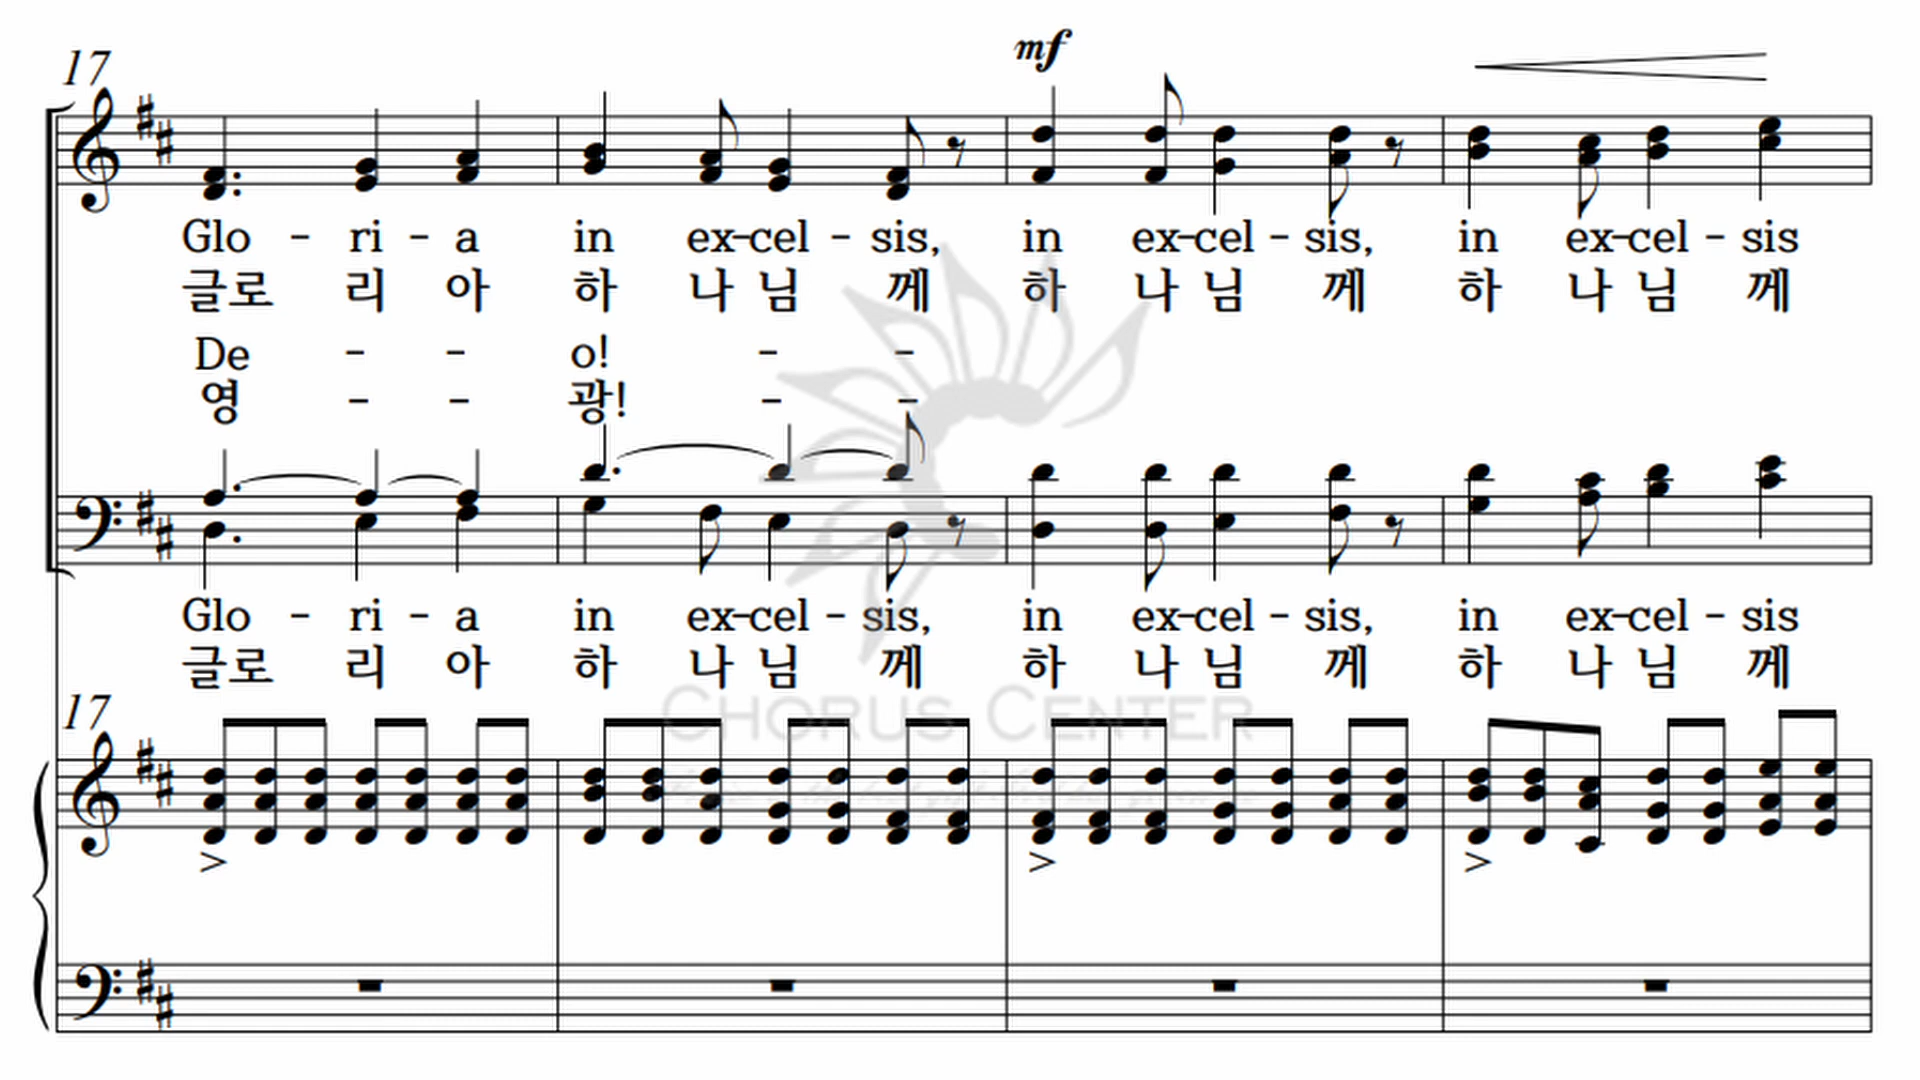 17
mf
Glo - ri - a in ex-cel - sis, in ex-cel - sis, in ex-cel - sis
글로 리 아 하 나 님 께 하 나 님 께 하 나 님 께
De - - o! - -
영 - - 광! - -
Glo - ri - a in ex-cel - sis, in ex-cel - sis, in ex-cel - sis
글로 리 아 하 나 님 께 하 나 님 께 하 나 님 께
17
CHORUS CENTER